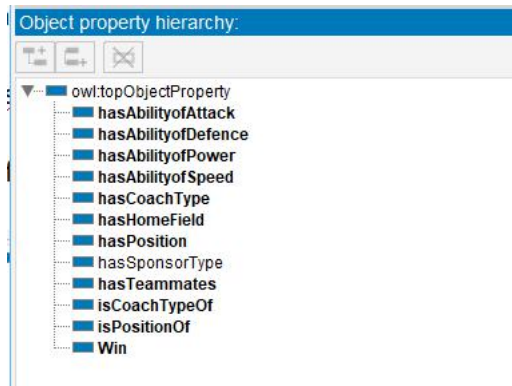 Object property hierarchy:
owl:topObjectProperty
hasAbilityofAttack
hasAbilityofDefence
hasAbilityofPower
hasAbilityofSpeed
hasCoachType
hasHomeField
hasPosition
hasSponsorType
hasTeammates
isCoachTypeOf
isPositionOf
Win